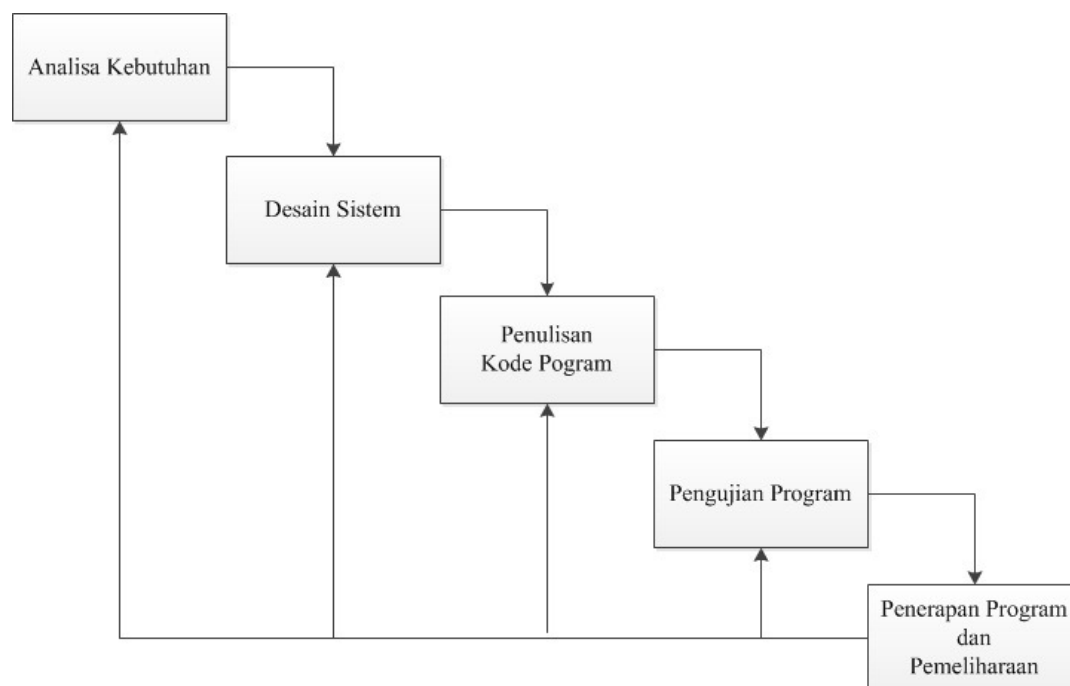 Analisa Kebutuhan
Desain Sistem
Penulisan
Kode Pogram
Pengujian Program
Penerapan Program
dan
Pemeliharaan